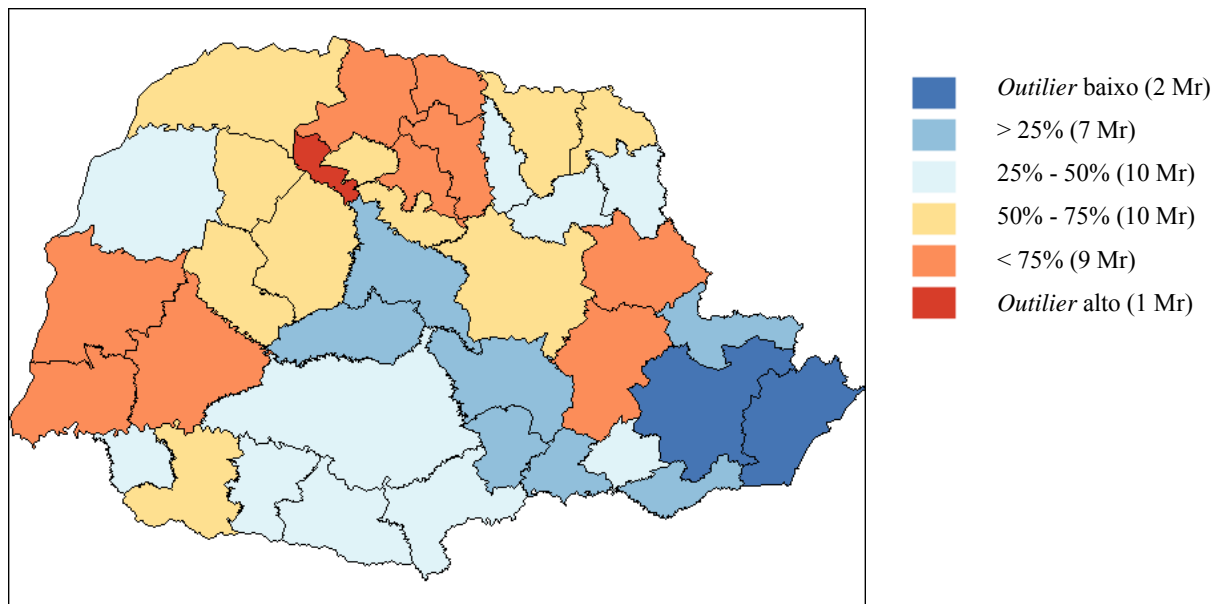 Outilier baixo (2 Mr)
> 25% (7 Mr)
25% - 50% (10 Mr)
50% - 75% (10 Mr)
< 75% (9 Mr)
Outilier alto (1 Mr)